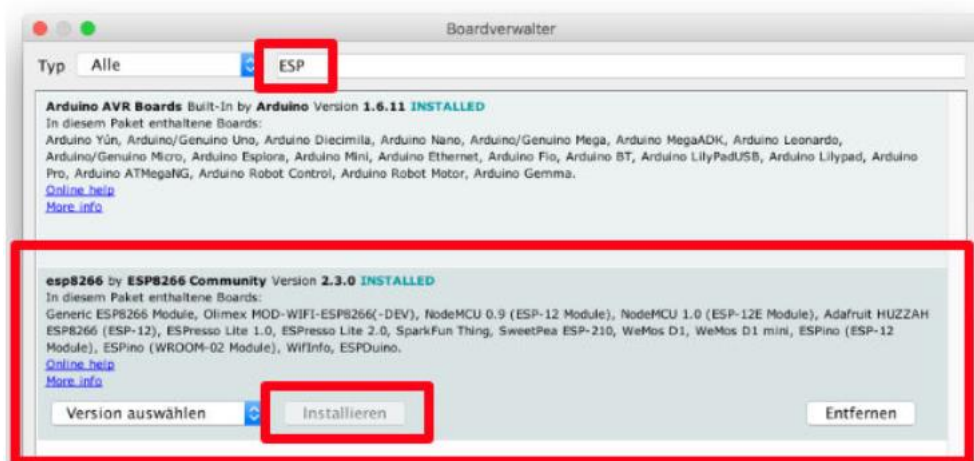 Boardverwalter
Typ Alle ESP
Arduino AVR Boards Built-In by Arduino Version 1.6.11 INSTALLED
In diesem Paket enthaltene Boards:
Arduino Yún, Arduino/Genuino Uno, Arduino Diecimila, Arduino Nano, Arduino/Genuino Mega, Arduino MegaADK, Arduino Leonardo,
Arduino/Genuino Micro, Arduino Esplora, Arduino Mini, Arduino Ethernet, Arduino Fio, Arduino BT, Arduino LilyPadUSB, Arduino Lilypad, Arduino
Pro, Arduino ATMegaNG, Arduino Robot Control, Arduino Robot Motor, Arduino Gemma.
Online help
More info
esp8266 by ESP8266 Community Version 2.3.0 INSTALLED
In diesem Paket enthaltene Boards:
Generic ESP8266 Module, Olimex MOD-WIFI-ESP8266(-DEV), NodeMCU 0.9 (ESP-12 Module), NodeMCU 1.0 (ESP-12E Module), Adafruit HUZZAH
ESP8266 (ESP-12), ESPresso Lite 1.0, ESPresso Lite 2.0, SparkFun Thing, SweetPea ESP-210, WeMos D1, WeMos D1 mini, ESPino (ESP-12
Module), ESPino (WROOM-02 Module), WifInfo, ESPDuino.
Online help
More info
Version auswählen Installieren Entfernen